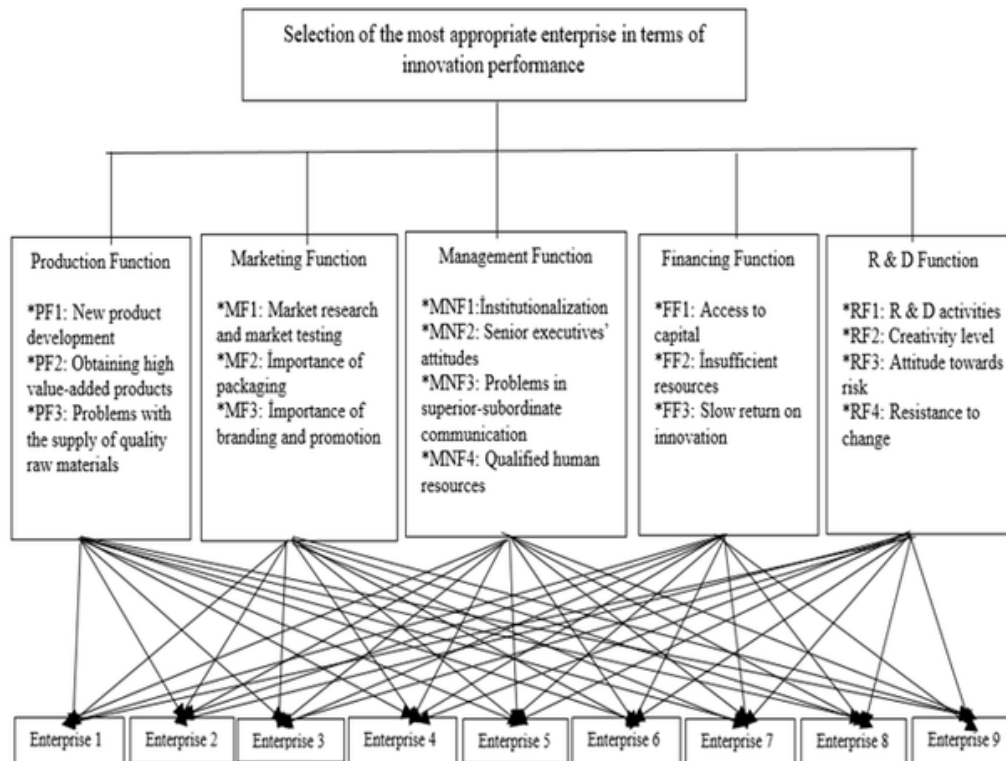 Selection of the most appropriate enterprise in terms of
innovation performance
Production Function
*PF1: New product
development
*PF2: Obtaining high
value-added products
*PF3: Problems with
the supply of quality
raw materials
Marketing Function
*MF1: Market research
and market testing
*MF2: İmportance of
packaging
*MF3: İmportance of
branding and promotion
Management Function
*MNF1:İnstitutionalization
*MNF2: Senior executives'
attitudes
*MNF3: Problems in
superior-subordinate
communication
*MNF4: Qualified human
resources
Financing Function
*FF1: Access to
capital
*FF2: İnsufficient
resources
*FF3: Slow return on
innovation
R & D Function
*RF1: R & D activities
*RF2: Creativity level
*RF3: Attitude towards
risk
*RF4: Resistance to
change
Enterprise 1
Enterprise 2
Enterprise 3
Enterprise 4
Enterprise 5
Enterprise 6
Enterprise 7
Enterprise 8
Enterprise 9